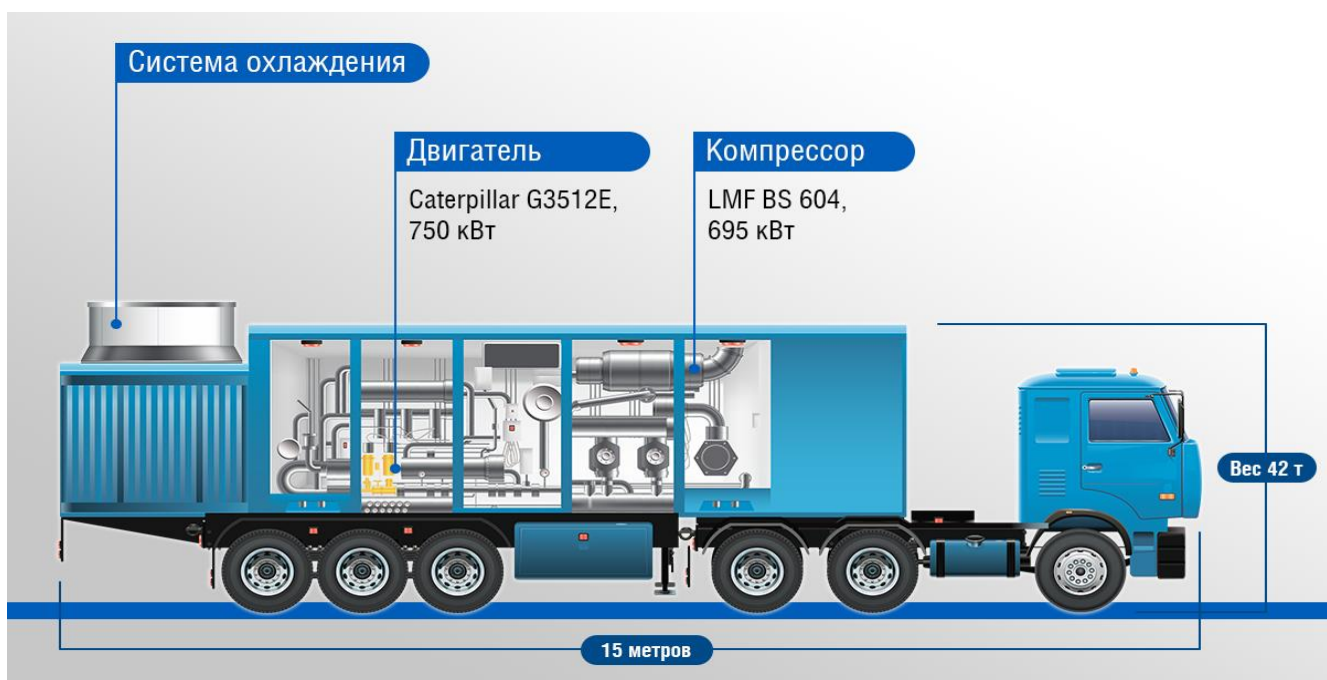 Система охлаждения
Двигатель
Caterpillar G3512E,
750 кВт
Компрессор
LMF BS 604,
695 кВт
Вес 42 т
15 метров